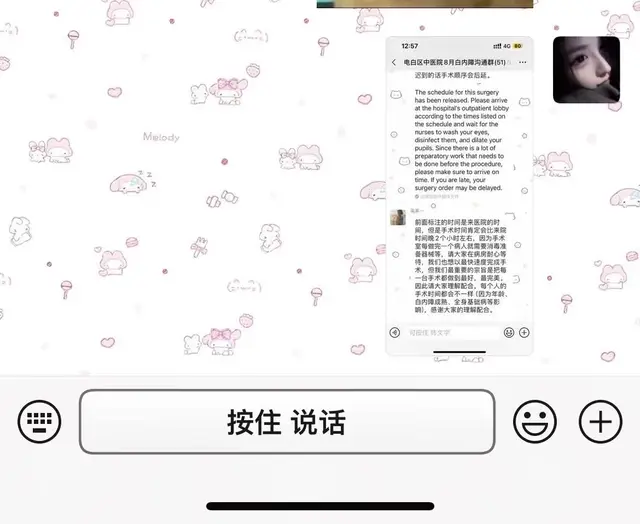 12:57
4G 80
电白区中医院8月白内障沟通群(51)
迟到的话手术顺序会后延。
The schedule for this surgery
has been released. Please arrive
at the hospital's outpatient lobby
according to the times listed on
the schedule and wait for the
nurses to wash your eyes,
disinfect them, and dilate your
pupils. Since there is a lot of
preparatory work that needs to
be done before the procedure,
please make sure to arrive on
time. If you are late, your
surgery order may be delayed.
前面标注的时间是来医院的时
间，但是手术时间肯定会比来院
时间晚2个小时左右，因为手术
室每做完一个病人就需要消毒准
备器械等，请大家在病房耐心等
待，我们也想以最快速度完成手
术，但我们最重要的宗旨是把每
一台手术都做到最好、最完美，
因此请大家理解配合。每个人的
手术时间都会不一样(因为年龄、
白内障成熟、全身基础病等影
响)，感谢大家的理解配合。
Melody
z z z
按住 说话